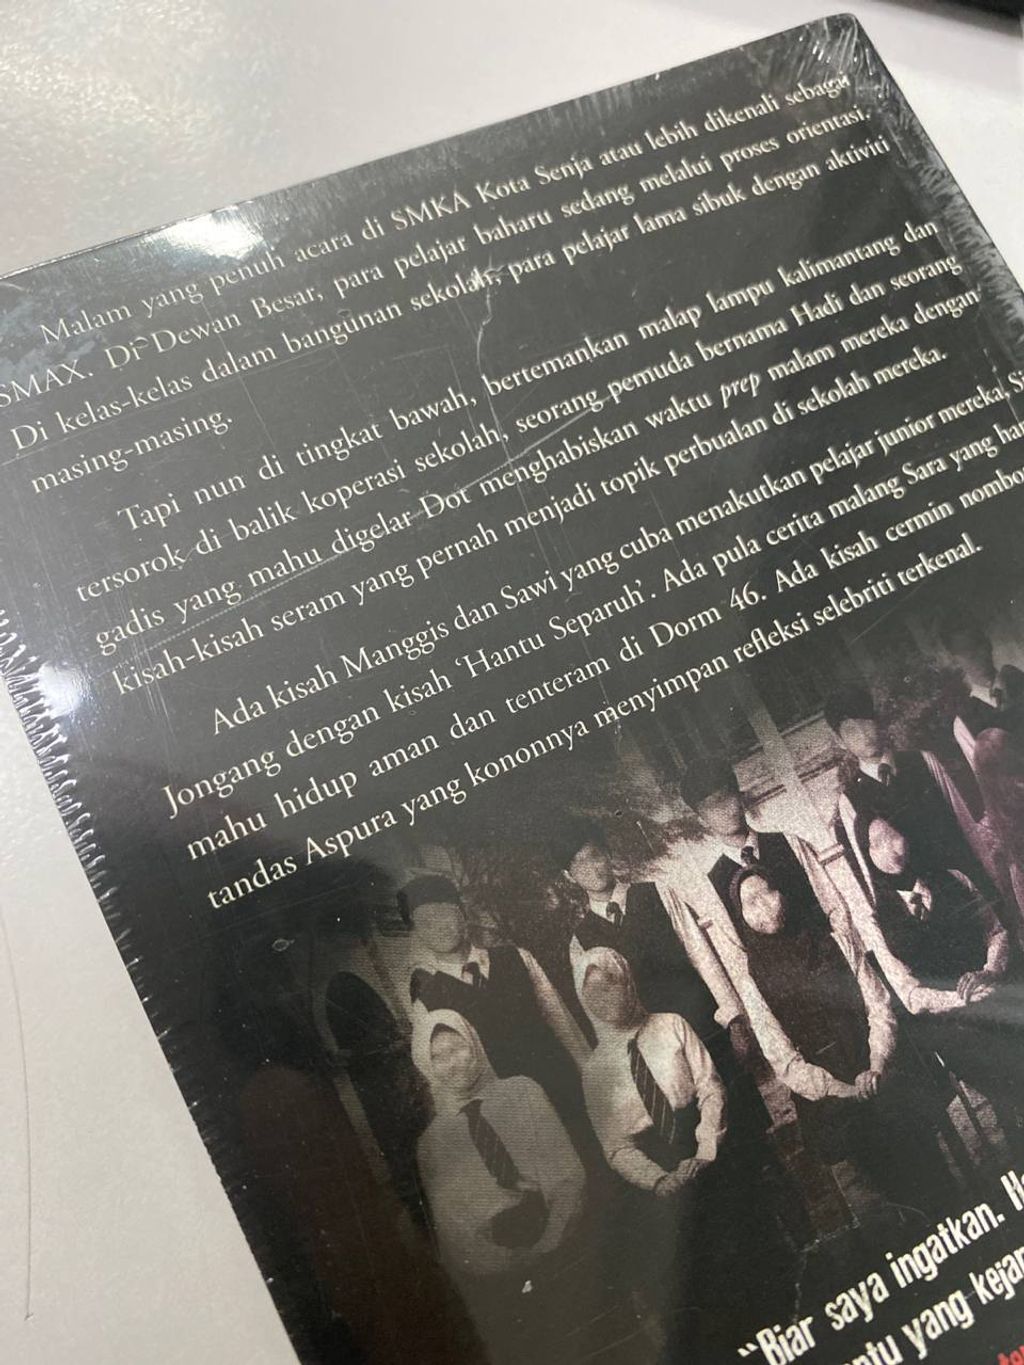 Malam yang penuh acara di SMKA Kota Senja atau lebih dikenali sebagai
SMAX. Di Dewan Besar, para pelajar baharu sedang melalui proses orientasi.
Di kelas-kelas dalam bangunan sekolah, para pelajar lama sibuk dengan aktiviti
masing-masing.
Tapi nun di tingkat bawah, bertemankan malap lampu kalimantang dan
tersorok di balik koperasi sekolah, seorang pemuda bernama Hadi dan seorang
gadis yang mahu digelar Dot menghabiskan waktu prep malam mereka dengan
kisah-kisah seram yang pernah menjadi topik perbualan di sekolah mereka.
Ada kisah Manggis dan Sawi yang cuba menakutkan pelajar junior mereka, Si
Jongang dengan kisah ‘Hantu Separuh’. Ada pula cerita malang Sara yang
mahu hidup aman dan tenteram di Dorm 46. Ada kisah cermin
tandas Aspura yang kononnya menyimpan refleksi selebriti terkenal.
“Biar saya ingatkan.
yang